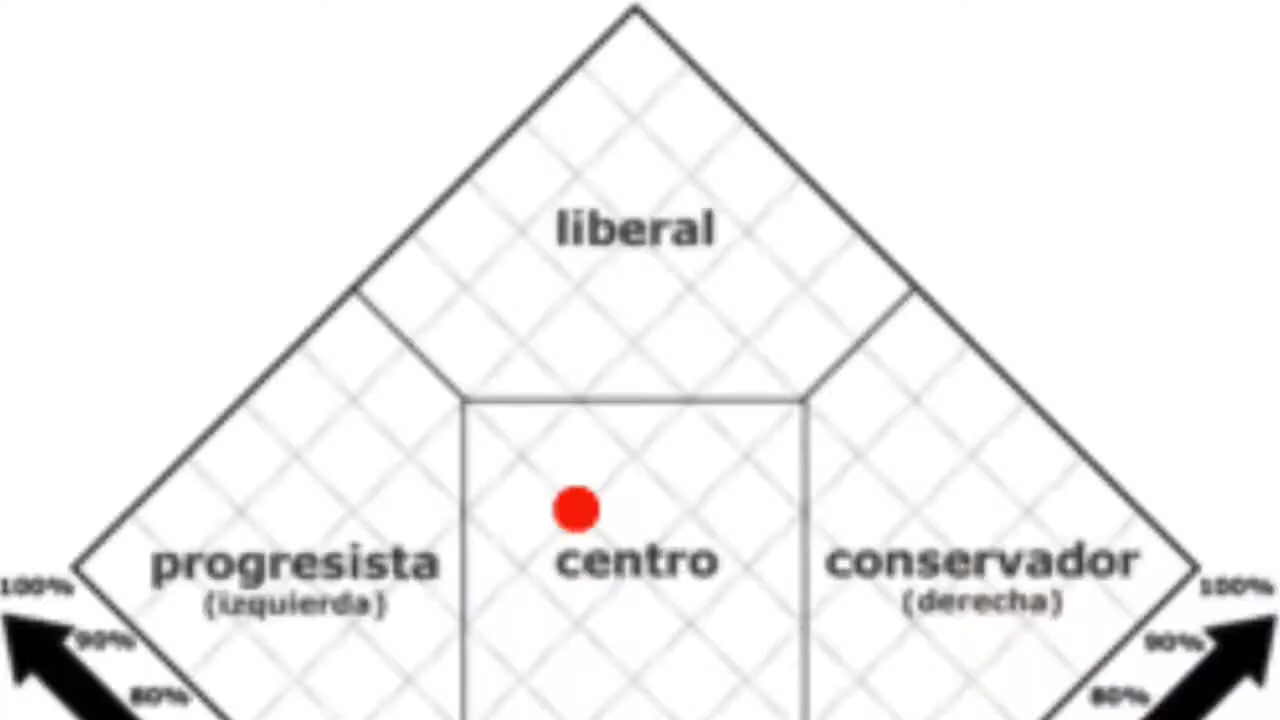 liberal
progresista
(izquierda)
centro
conservador
(derecha)
100%
100%
90%
90%
80%
80%